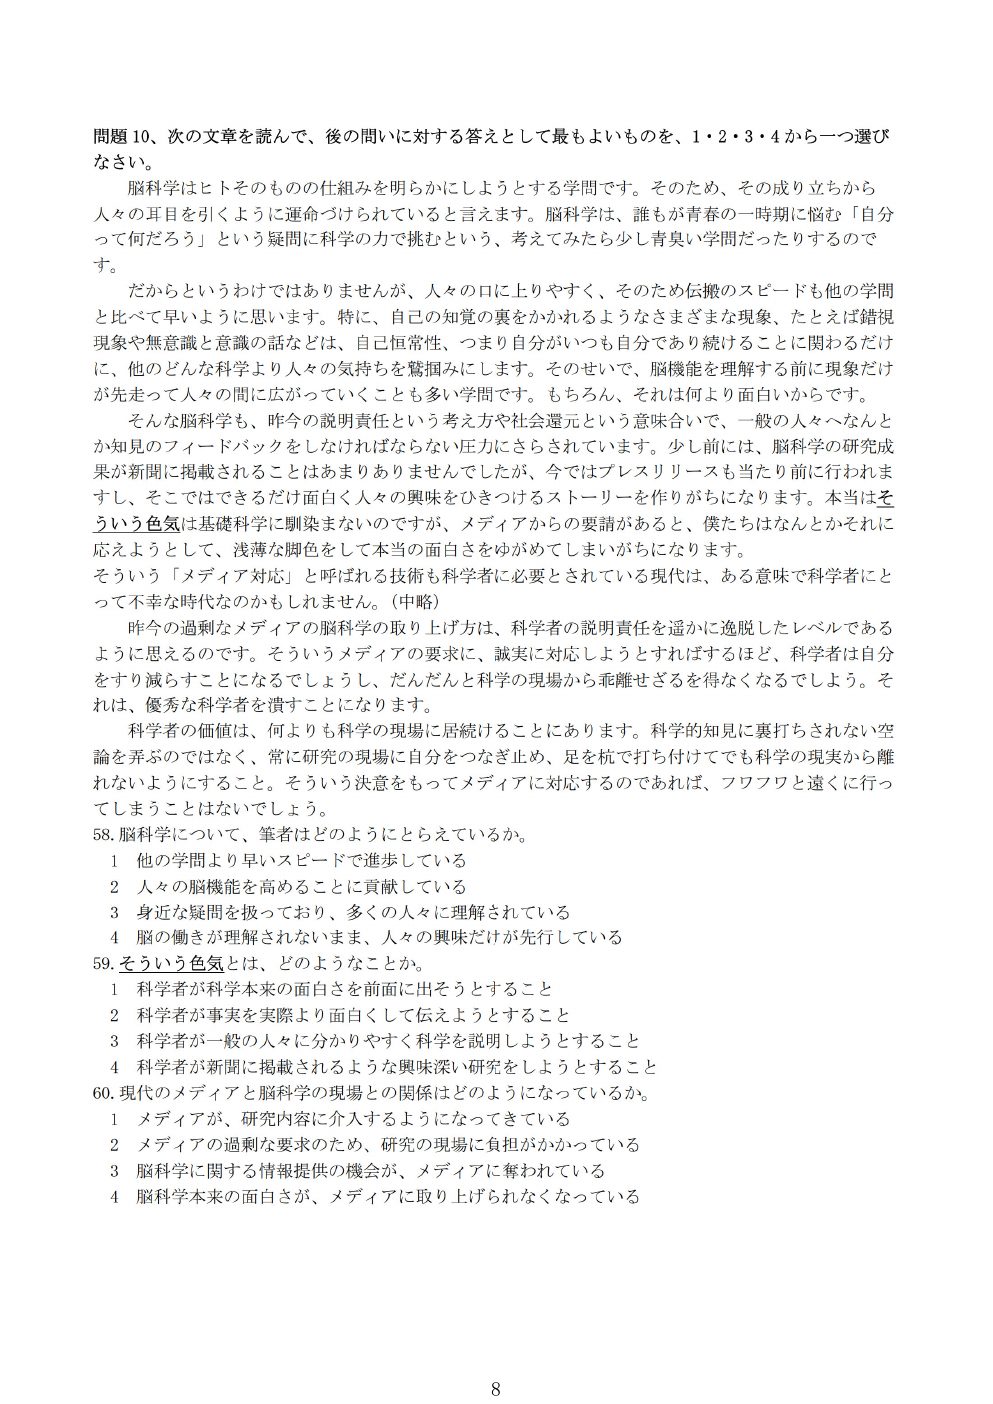 問題 10、次の文章を読んで、後の問いに対する答えとして最もよいものを、1・2・3・4 から一つ選び
なさい。
脳科学はヒトそのものの仕組みを明らかにしようとする学問です。そのため、その成り立ちから
人々の耳目を引くように運命づけられていると言えます。脳科学は、誰もが青春の一時期に悩む「自分
って何だろう」という疑問に科学の力で挑むという、考えてみたら少し青臭い学問だったりするので
す。
だからというわけではありませんが、人々の口に上りやすく、そのため伝搬のスピードも他の学問
と比べて早いように思います。特に、自己の知覚の裏をかかれるようなさまざまな現象、たとえば錯視
現象や無意識と意識の話などは、自己恒常性、つまり自分がいつも自分であり続けることに関わるだけ
に、他のどんな科学より人々の気持ちを鷲掴みにします。そのせいで、脳機能を理解する前に現象だけ
が先走って人々の間に広がっていくことも多い学問です。もちろん、それは何より面白いからです。
そんな脳科学も、昨今の説明責任という考え方や社会還元という意味合いで、一般の人々へなんと
か知見のフィードバックをしなければならない圧力にさらされています。少し前には、脳科学の研究成
果が新聞に掲載されることはあまりありませんでしたが、今ではプレスリリースも当たり前に行われま
すし、そこではできるだけ面白く人々の興味をひきつけるストーリーを作りがちになります。本当はそ
ういう色気は基礎科学に馴染まないのですが、メディアからの要請があると、僕たちはなんとかそれに
応えようとして、浅薄な脚色をして本当の面白さをゆがめてしまいがちになります。
そういう「メディア対応」と呼ばれる技術も科学者に必要とされている現代は、ある意味で科学者にと
って不幸な時代なのかもしれません。（中略）
昨今の過剰なメディアの脳科学の取り上げ方は、科学者の説明責任を遥かに逸脱したレベルである
ように思えるのです。そういうメディアの要求に、誠実に対応しようとすればするほど、科学者は自分
をすり減らすことになるでしょうし、だんだんと科学の現場から乖離せざるを得なくなるでしよう。そ
れは、優秀な科学者を潰すことになります。
科学者の価値は、何よりも科学の現場に居続けることにあります。科学的知見に裏打ちされない空
論を弄ぶのではなく、常に研究の現場に自分をつなぎ止め、足を杭で打ち付けてでも科学の現実から離
れないようにすること。そういう決意をもってメディアに対応するのであれば、フワフワと遠くに行っ
てしまうことはないでしょう。
58. 脳科学について、筆者はどのようにとらえているか。
1 他の学問より早いスピードで進歩している
2 人々の脳機能を高めることに貢献している
3 身近な疑問を扱っており、多くの人々に理解されている
4 脳の働きが理解されないまま、人々の興味だけが先行している
59. そういう色気とは、どのようなことか。
1 科学者が科学本来の面白さを前面に出そうとすること
2 科学者が事実を実際より面白くして伝えようとすること
3 科学者が一般の人々に分かりやすく科学を説明しようとすること
4 科学者が新聞に掲載されるような興味深い研究をしようとすること
60. 現代のメディアと脳科学の現場との関係はどのようになっているか。
1 メディアが、研究内容に介入するようになってきている
2 メディアの過剰な要求のため、研究の現場に負担がかかっている
3 脳科学に関する情報提供の機会が、メディアに奪われている
4 脳科学本来の面白さが、メディアに取り上げられなくなっている
8